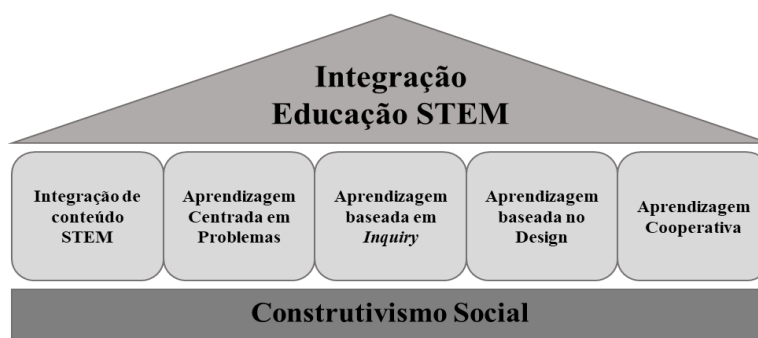 Integração
Educação STEM
Integração de
conteúdo
STEM
Aprendizagem
Centrada em
Problemas
Aprendizagem
baseada em
Inquiry
Aprendizagem
baseada no
Design
Aprendizagem
Cooperativa
Construtivismo Social